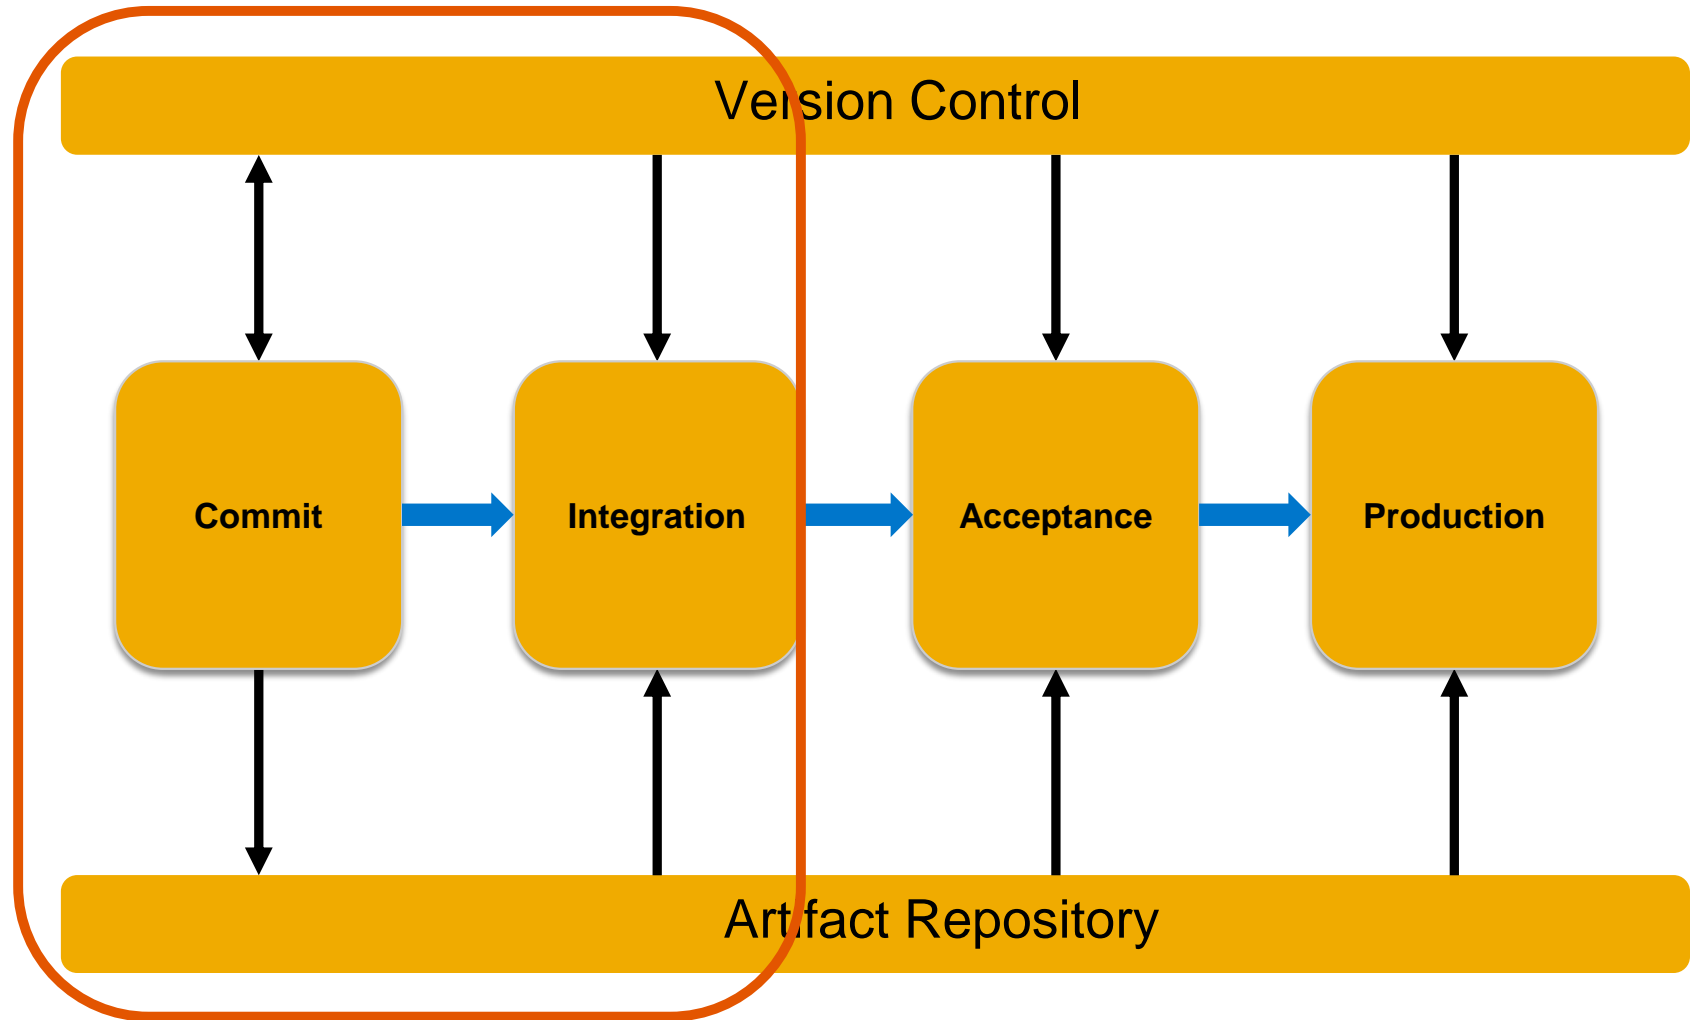 Version Control
Commit
Integration
Acceptance
Production
Artifact Repository